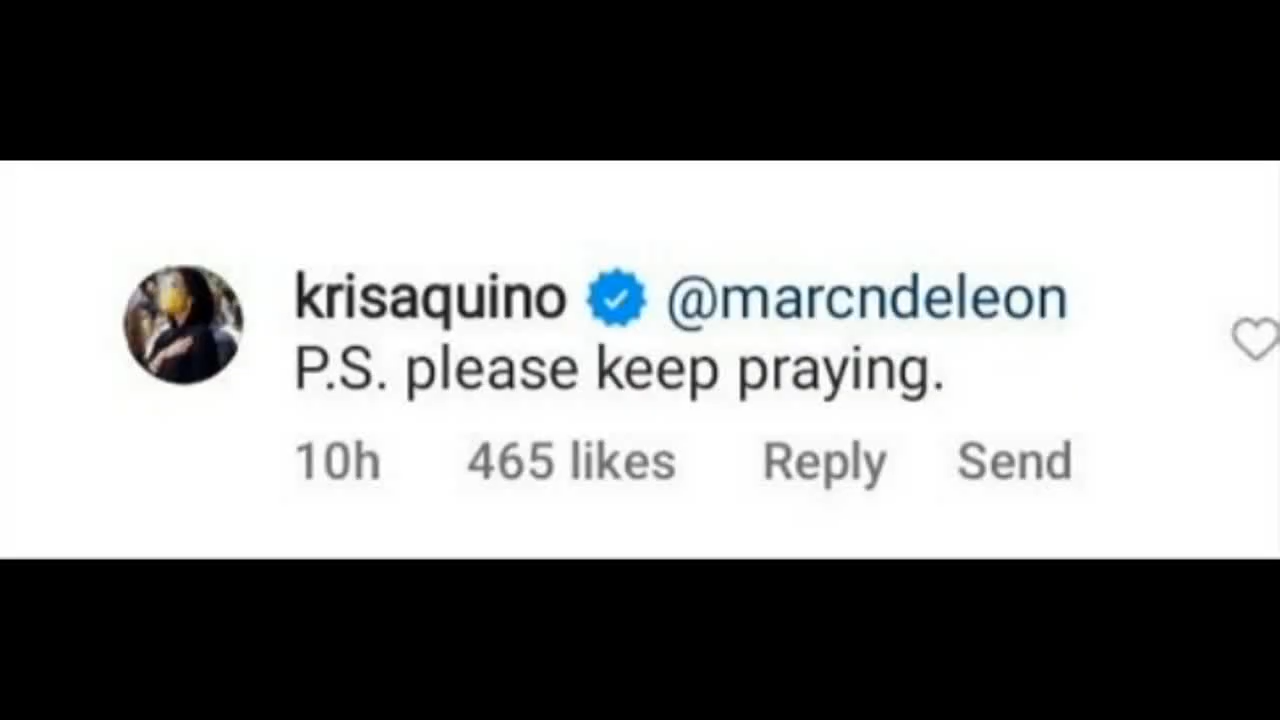 krisaquino @marcndeleon
P.S. please keep praying.
10h 465 likes Reply Send